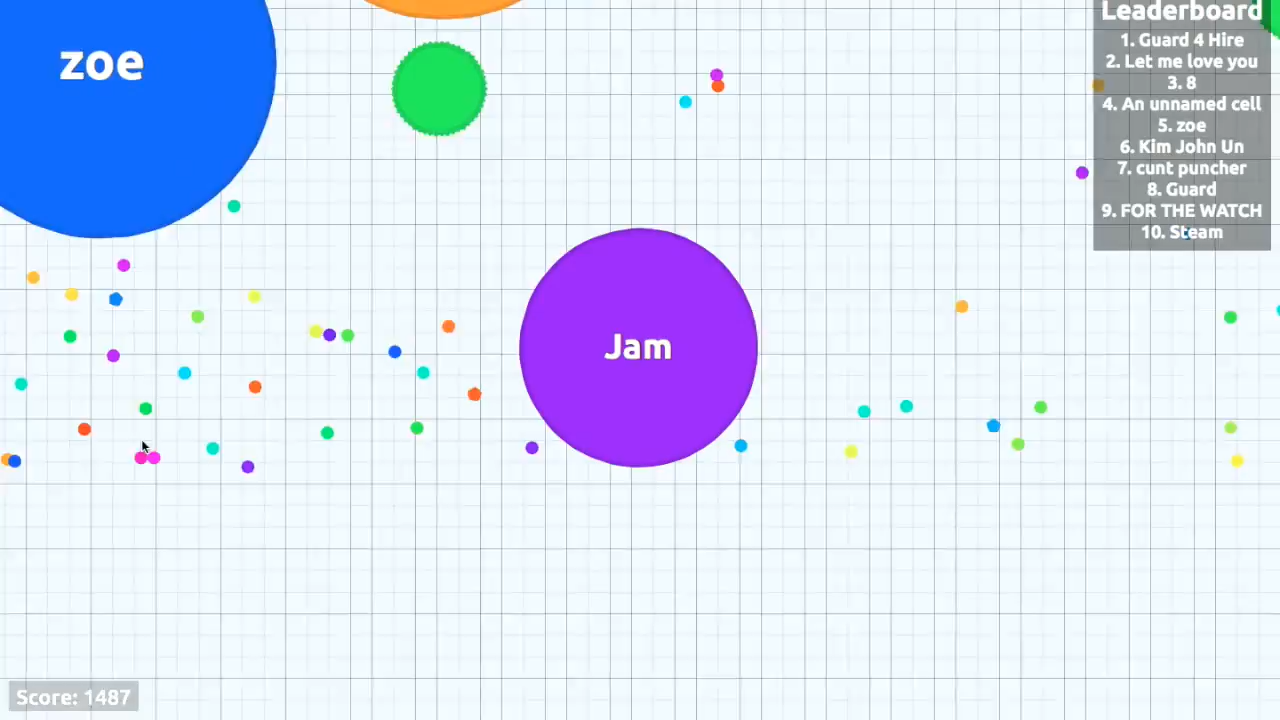 Leaderboard
1. Guard 4 Hire
2. Let me love you
3. 8
4. An unnamed cell
5. zoe
6. Kim John Un
7. cunt puncher
8. Guard
9. FOR THE WATCH
10. Steam
zoe
Jam
Score: 1487